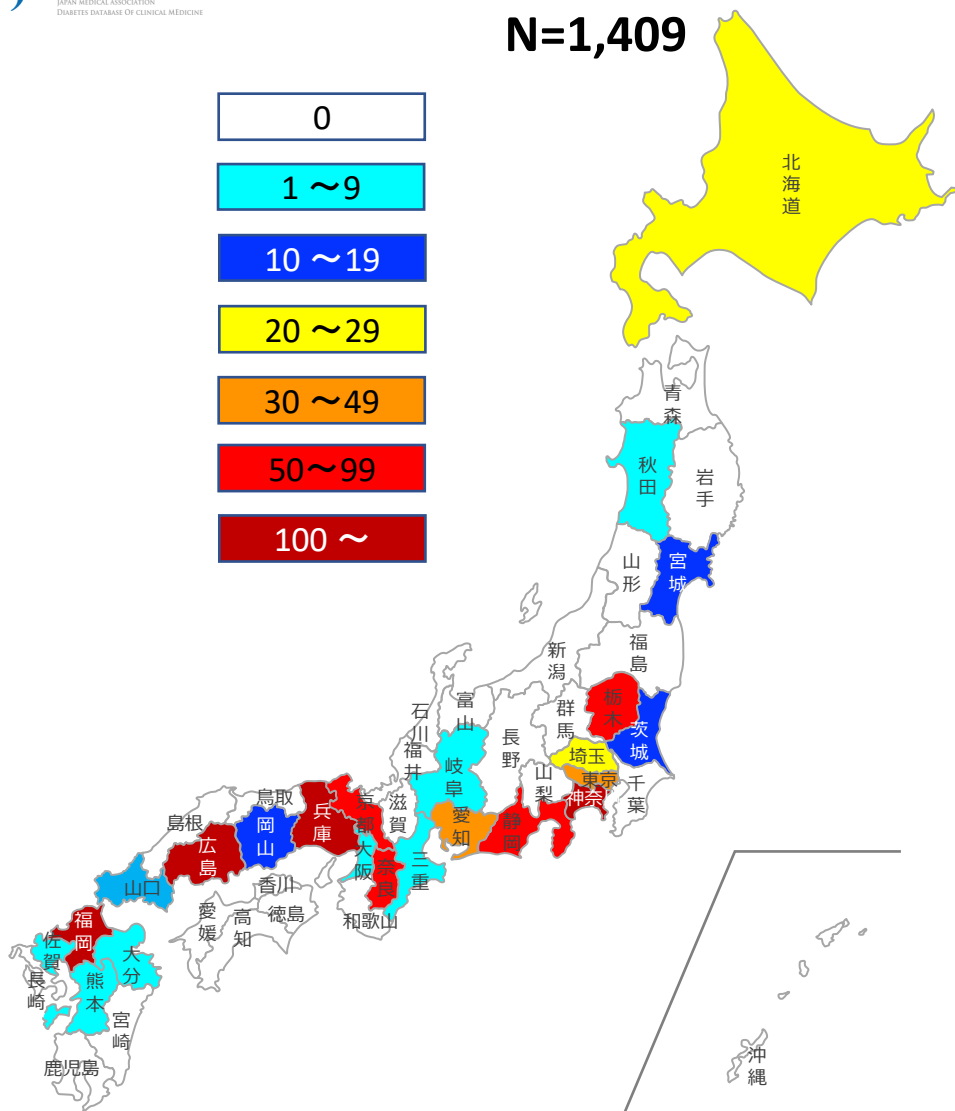 JAPAN MEDICAL ASSOCIATION
DIABETES DATABASE OF CLINICAL MEDICINE
N=1,409
0
1 ～9
10 ～19
20 ～29
30 ～49
50～99
100 ～
北海道
青森
秋田
岩手
山形
宮城
福島
新潟
栃木
群馬
茨城
埼玉
東京
千葉
神奈
山梨
長野
富山
石川
福井
岐阜
愛知
静岡
滋賀
京都
大阪
奈良
三重
和歌山
兵庫
鳥取
岡山
島根
広島
山口
香川
徳島
愛媛
高知
福岡
佐賀
長崎
大分
熊本
宮崎
鹿児島
沖縄